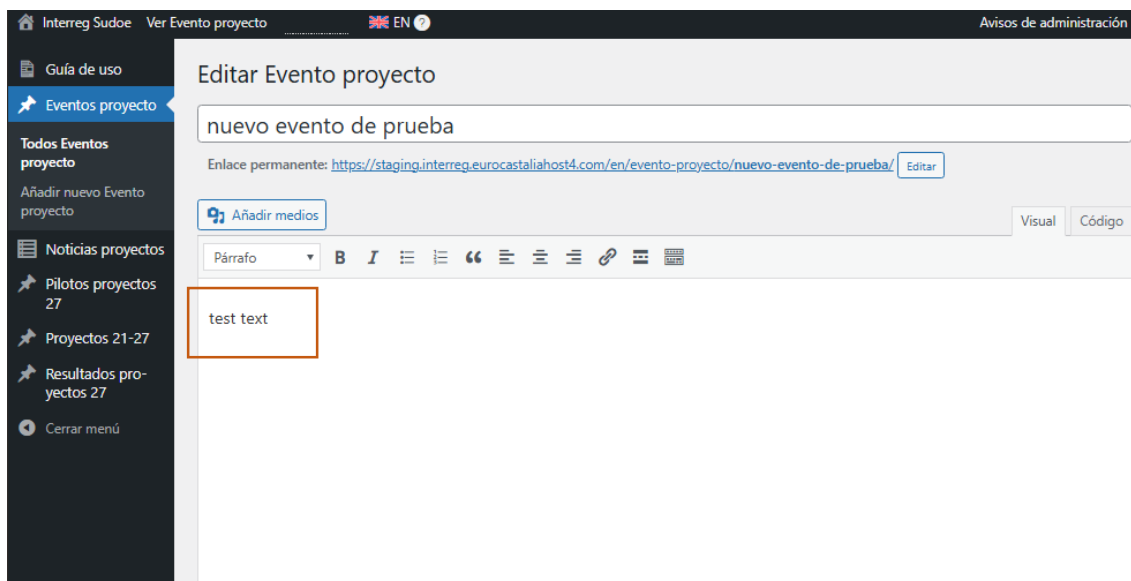 Interreg Sudoe Ver Evento proyecto EN ? Avisos de administración
Guía de uso
Eventos proyecto
Todos Eventos
proyecto
Añadir nuevo Evento
proyecto
Noticias proyectos
Pilotos proyectos
27
Proyectos 21-27
Resultados pro-
yectos 27
Cerrar menú
Editar Evento proyecto
nuevo evento de prueba
Enlace permanente: https://staging.interreg.eurocastaliahost4.com/en/evento-proyecto/nuevo-evento-de-prueba/ Editar
Añadir medios
Visual Código
Párrafo B I
test text